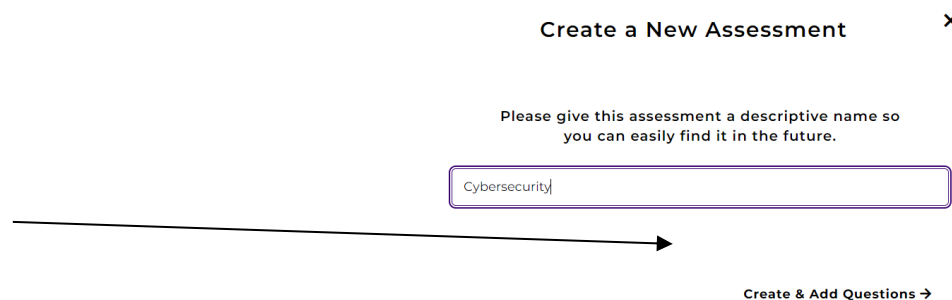 Create a New Assessment
Please give this assessment a descriptive name so
you can easily find it in the future.
Cybersecurity
Create & Add Questions →